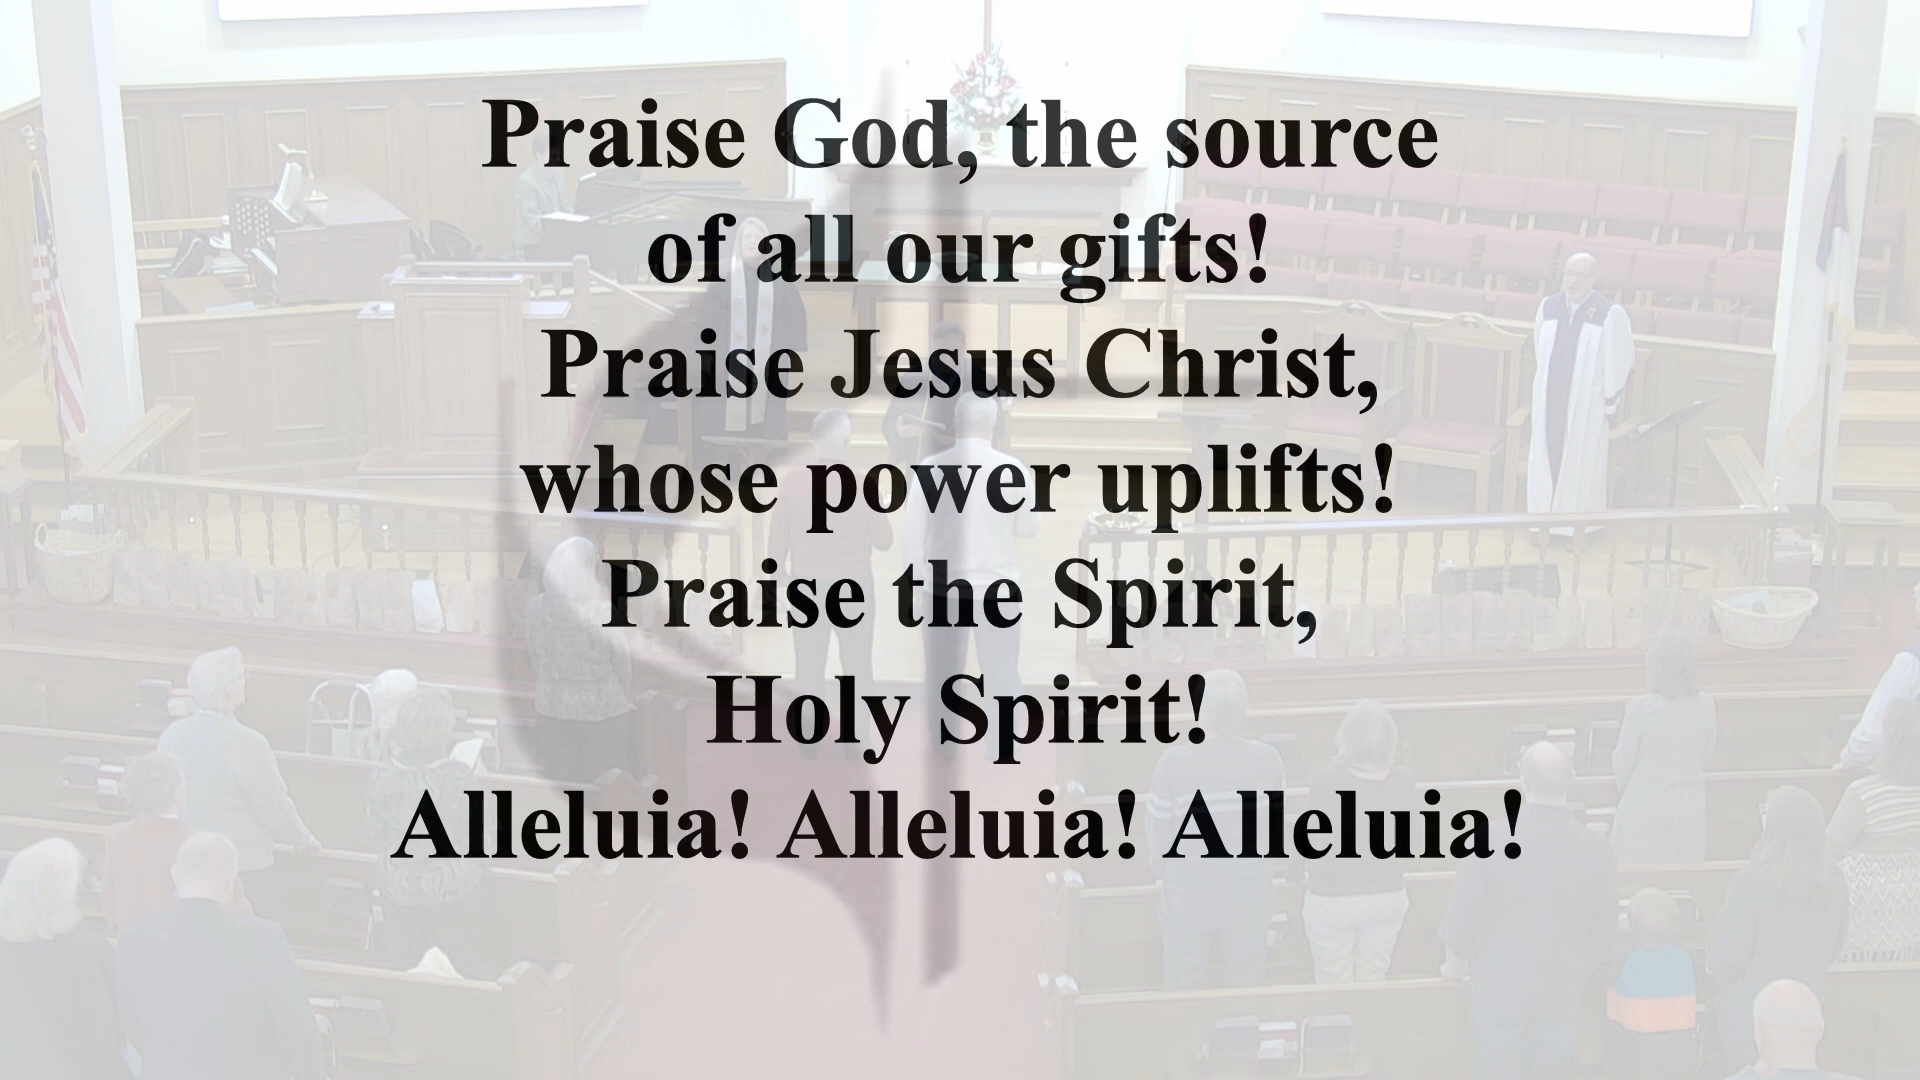 Praise God, the source
of all our gifts!
Praise Jesus Christ,
whose power uplifts!
Praise the Spirit,
Holy Spirit!
Alleluia! Alleluia! Alleluia!